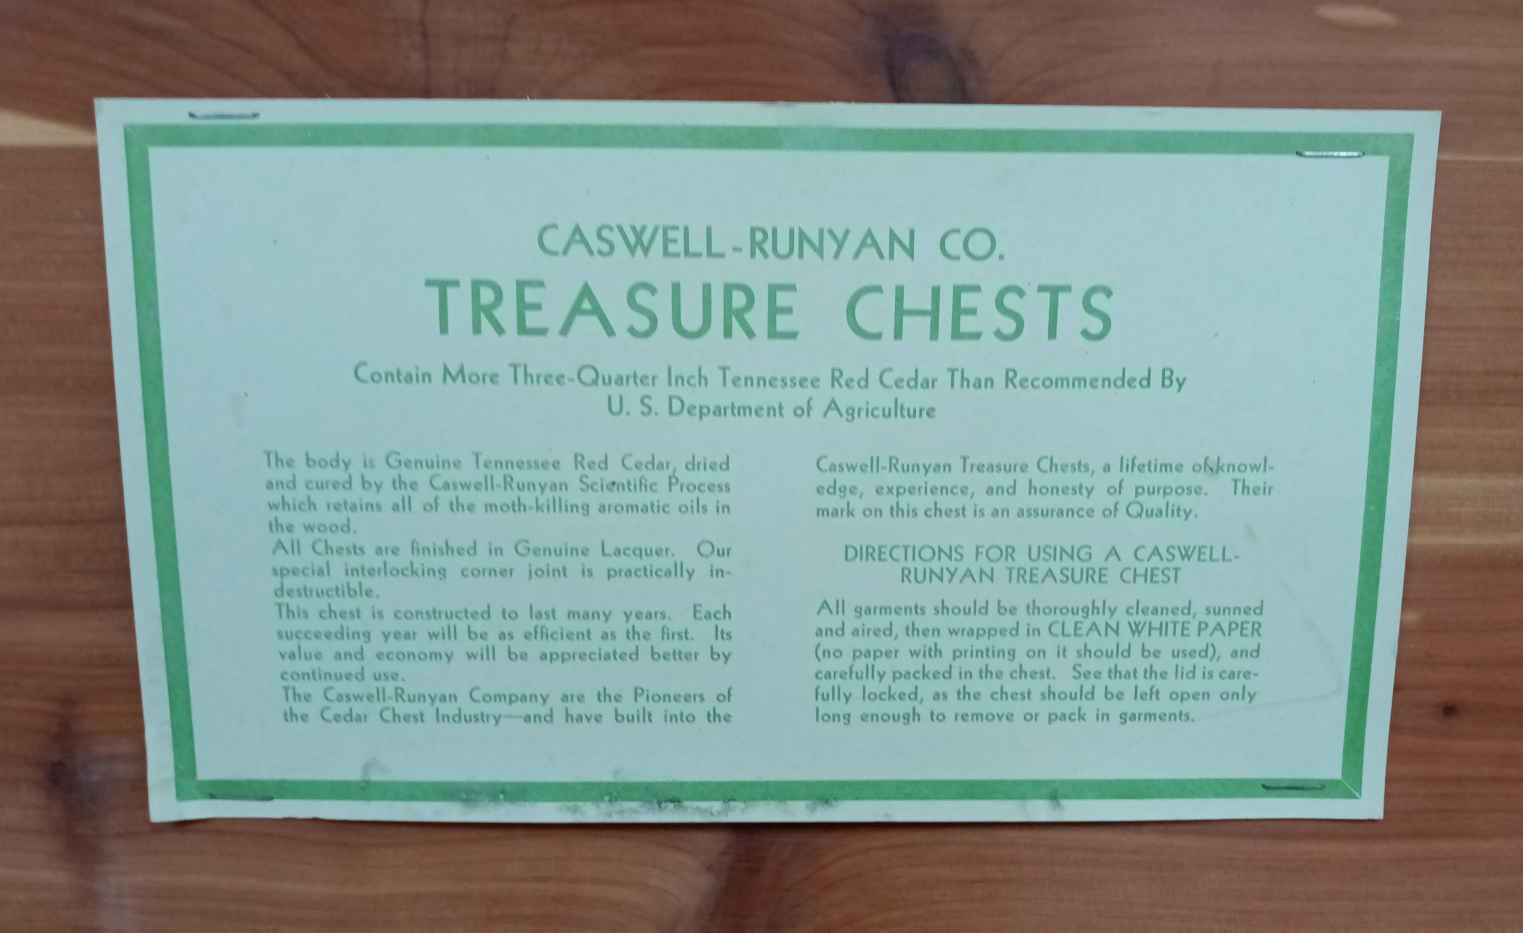 CASWELL-RUNYAN CO.
TREASURE CHESTS
Contain More Three-Quarter Inch Tennessee Red Cedar Than Recommended By
U. S. Department of Agriculture
The body is Genuine Tennessee Red Cedar, dried
and cured by the Caswell-Runyan Scientific Process
which retains all of the moth-killing aromatic oils in
the wood.
All Chests are finished in Genuine Lacquer. Our
special interlocking corner joint is practically in-
destructible.
This chest is constructed to last many years. Each
succeeding year will be as efficient as the first. Its
value and economy will be appreciated better by
continued use.
The Caswell-Runyan Company are the Pioneers of
the Cedar Chest Industry—and have built into the
Caswell-Runyan Treasure Chests, a lifetime of knowl-
edge, experience, and honesty of purpose. Their
mark on this chest is an assurance of Quality.
DIRECTIONS FOR USING A CASWELL-
RUNYAN TREASURE CHEST
All garments should be thoroughly cleaned, sunned
and aired, then wrapped in CLEAN WHITE PAPER
(no paper with printing on it should be used), and
carefully packed in the chest. See that the lid is care-
fully locked, as the chest should be left open only
long enough to remove or pack in garments.